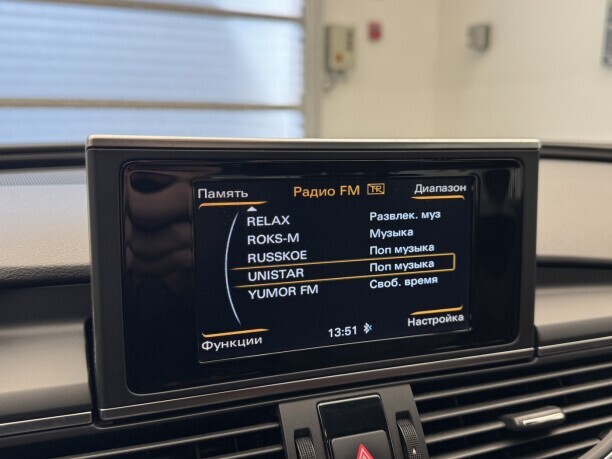 Память Радио FM TP Диапазон
RELAX Развлек. муз
ROKS-M Музыка
RUSSKOE Поп музыка
UNISTAR Поп музыка
YUMOR FM Своб. время
Функции 13:51 Настройка